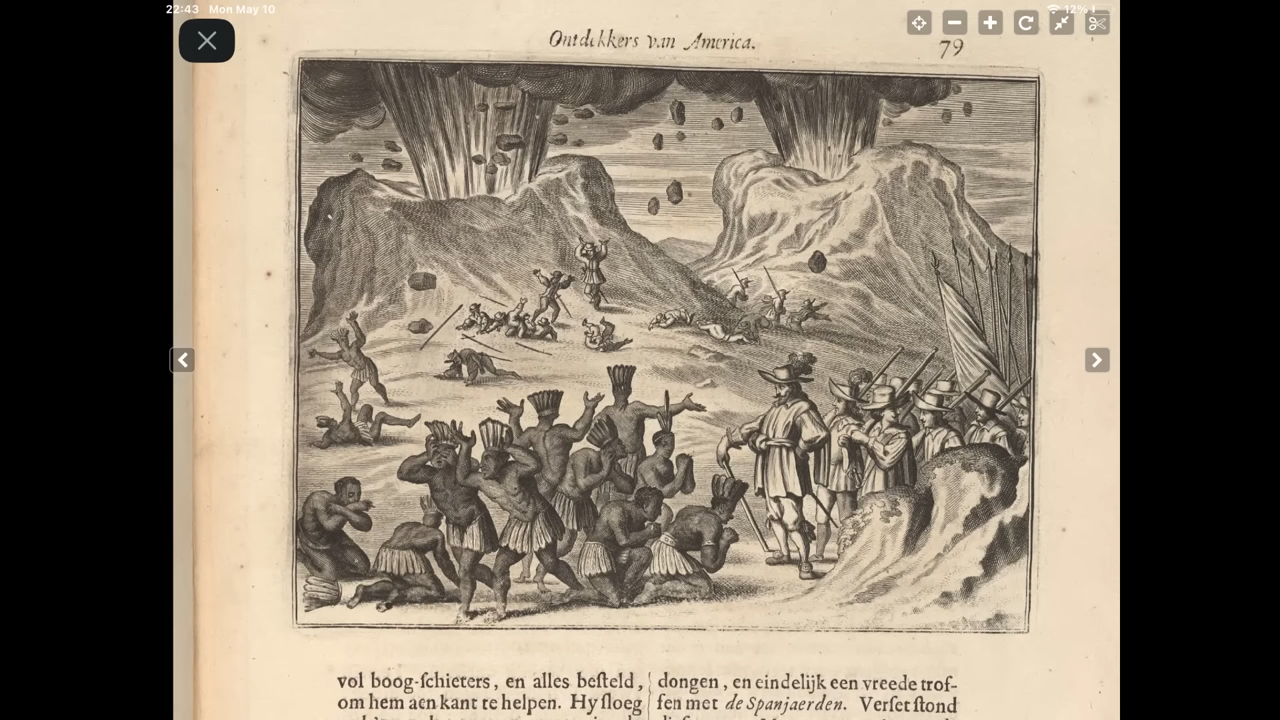 22:43 Mon May 10
12%
Ontdekkers van America.
79
vol boog-ſchieters, en alles beſteld,
om hem aen kant te helpen. Hy ſloeg
dongen, en eindelijk een vreede trof-
fen met de Spanjaerden. Verſet ſtond